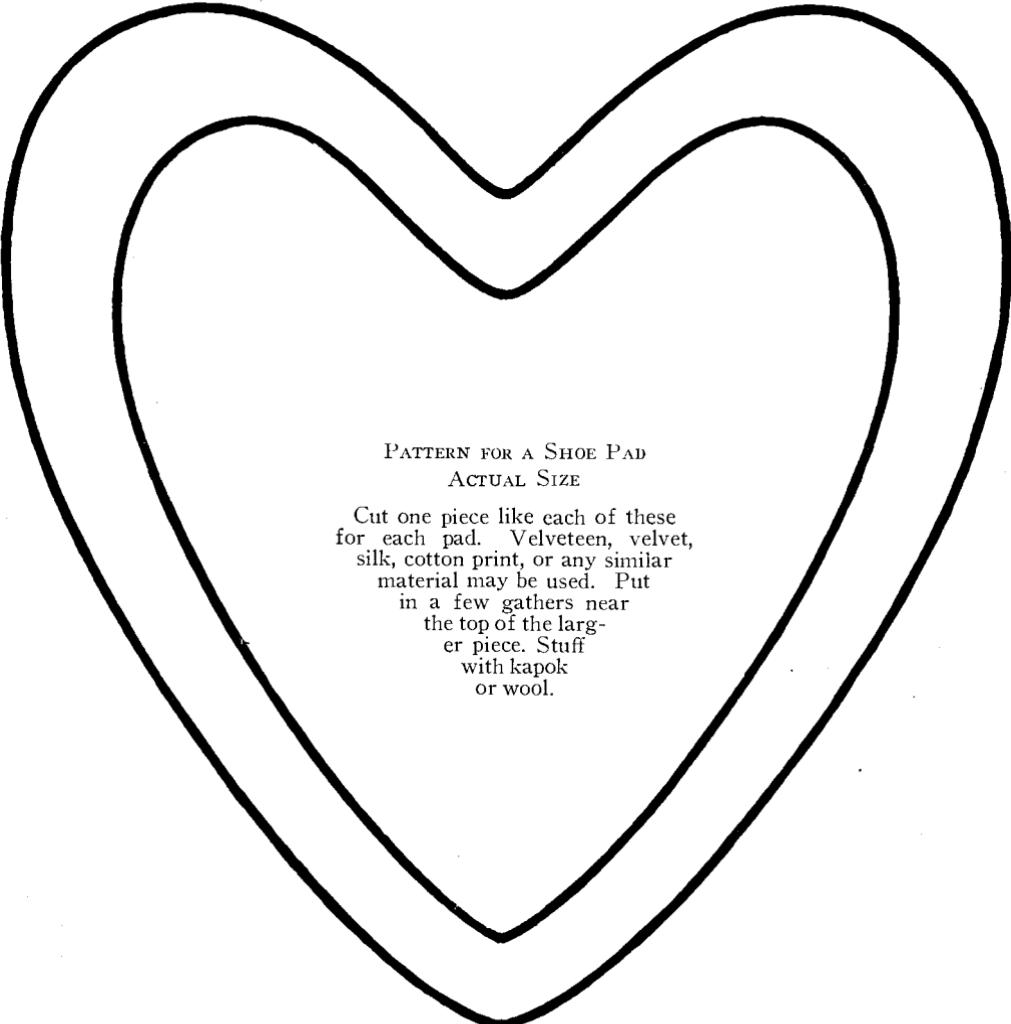 Pattern for a Shoe Pad
Actual Size
Cut one piece like each of these
for each pad. Velveteen, velvet,
silk, cotton print, or any similar
material may be used. Put
in a few gathers near
the top of the larg-
er piece. Stuff
with kapok
or wool.